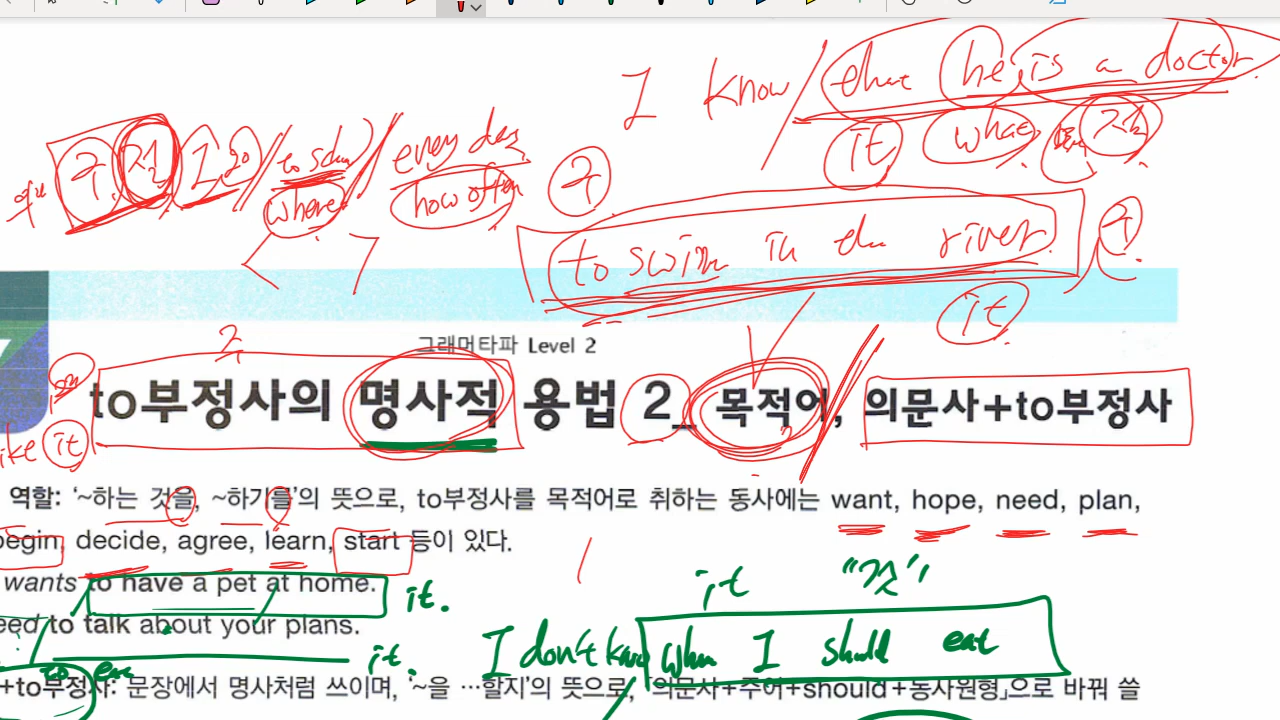 I know / that he is a doctor.
it what
every day
where how often
to swim in the river
it
그래머타파 Level 2
to부정사의 명사적 용법 2_ 목적어, 의문사+to부정사
ike it
역할: '~하는 것을, ~하기를'의 뜻으로, to부정사를 목적어로 취하는 동사에는 want, hope, need, plan,
begin, decide, agree, learn, start 등이 있다.
wants to have a pet at home. it.
it "것"
eed to talk about your plans.
it. I don't know when I should eat
+to부정사: 문장에서 명사처럼 쓰이며, '~을 …할지'의 뜻으로, 「의문사+주어+should+동사원형」으로 바꿔 쓸